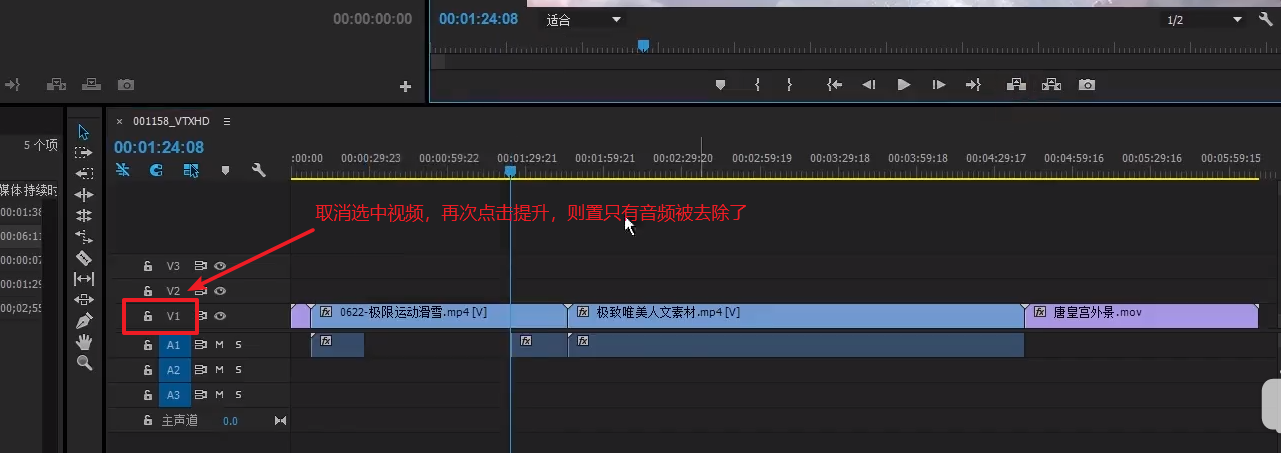 00:00:00:00
00:01:24:08
适合
1/2
5 个项
× 001158_VTXHD
00:01:24:08
:00:00 00:00:29:23 00:00:59:22 00:01:29:21 00:01:59:21 00:02:29:20 00:02:59:19 00:03:29:18 00:03:59:18 00:04:29:17 00:04:59:16 00:05:29:16 00:05:59:15
媒体持续时
00:01:38
00:06:11
00:00:07
00:01:29
00;02;55
取消选中视频，再次点击提升，则置只有音频被去除了
V3
V2
V1
fx 0622-极限运动滑雪.mp4 [V]
fx 极致唯美人文素材.mp4 [V]
fx 唐皇宫外景.mov
A1 M S
fx fx fx
A2 M S
A3 M S
主声道 0.0